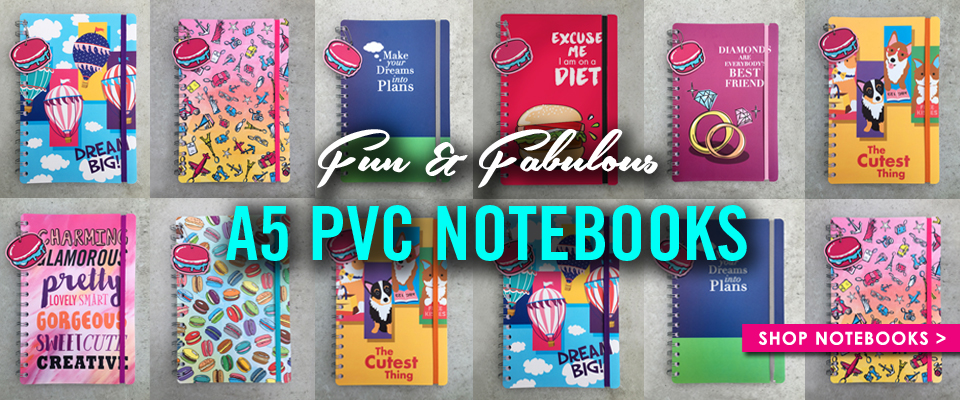 DREAM
BIG!
Make
your
Dreams
into
Plans
EXCUSE
ME
I am on a
DIET
DIAMONDS
ARE
EVERYBODY'S
BEST
FRIEND
The
Cutest
Thing
Fun & Fabulous
A5 PVC NOTEBOOKS
CHARMING
GLAMOROUS
pretty
LOVELY SMART
GORGEOUS
SWEET CUTE
CREATIVE
The
Cutest
Thing
DREAM
BIG!
Dreams
into
Plans
SHOP NOTEBOOKS >